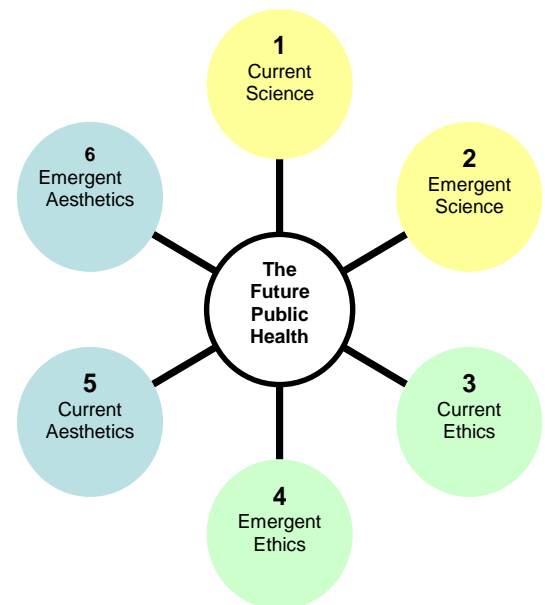 1
Current
Science
2
Emergent
Science
3
Current
Ethics
4
Emergent
Ethics
5
Current
Aesthetics
6
Emergent
Aesthetics
The
Future
Public
Health